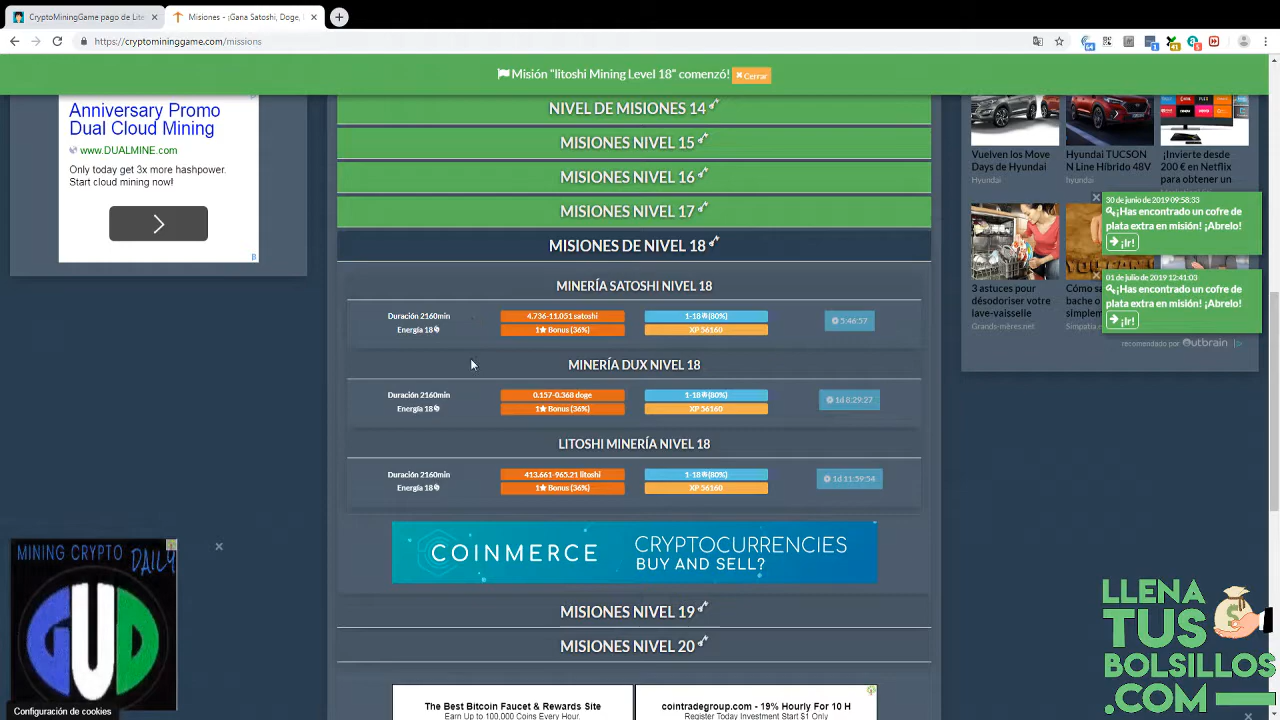 CryptoMiningGame pago de Lite
Misiones - ¡Gana Satoshi, Doge, L
https://cryptomininggame.com/missions
Misión "litoshi Mining Level 18" comenzó! Cerrar
Anniversary Promo
Dual Cloud Mining
www.DUALMINE.com
Only today get 3x more hashpower.
Start cloud mining now!
NIVEL DE MISIONES 14
MISIONES NIVEL 15
MISIONES NIVEL 16
MISIONES NIVEL 17
MISIONES DE NIVEL 18
MINERÍA SATOSHI NIVEL 18
Duración 2160min
Energía 18
4.736-11.051 satoshi
1★ Bonus (36%)
1-18 (80%)
XP 56160
5:46:57
MINERÍA DUX NIVEL 18
Duración 2160min
Energía 18
0.157-0.368 doge
1★ Bonus (36%)
1-18 (80%)
XP 56160
1d 8:29:27
LITOSHI MINERÍA NIVEL 18
Duración 2160min
Energía 18
413.661-965.21 litoshi
1★ Bonus (36%)
1-18 (80%)
XP 56160
1d 11:59:54
COINMERCE
CRYPTOCURRENCIES
BUY AND SELL?
MISIONES NIVEL 19
MISIONES NIVEL 20
The Best Bitcoin Faucet & Rewards Site
Earn Up to 100,000 Coins Every Hour.
cointradegroup.com - 19% Hourly For 10 H
Register Today Investment Start $1 Only
Vuelven los Move
Days de Hyundai
Hyundai
Hyundai TUCSON
N Line Híbrido 48V
hyundai
¡Invierte desde
200 € en Netflix
para obtener un
30 de junio de 2019 09:58:33
¡Has encontrado un cofre de
plata extra en misión! ¡Abrelo!
¡Ir!
01 de julio de 2019 12:41:03
¡Has encontrado un cofre de
plata extra en misión! ¡Abrelo!
¡Ir!
3 astuces pour
désodoriser votre
lave-vaisselle
Grands-mères.net
Cómo sa
bache o
simplem
Simpatia e
recomendado por Outbrain
MINING CRYPTO
DAILY
GUD
Configuración de cookies
LLENA
TUS
BOLSILLOS
.COM